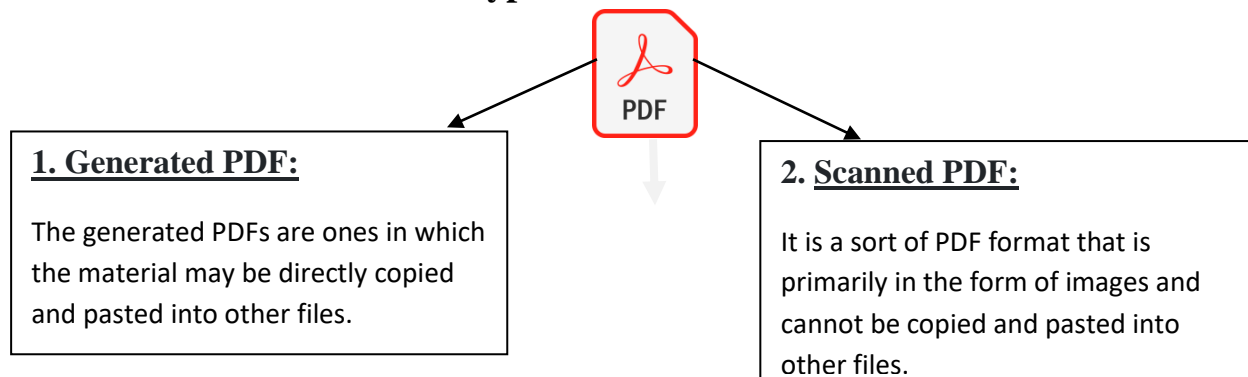 PDF
1. Generated PDF:
The generated PDFs are ones in which
the material may be directly copied
and pasted into other files.
2. Scanned PDF:
It is a sort of PDF format that is
primarily in the form of images and
cannot be copied and pasted into
other files.